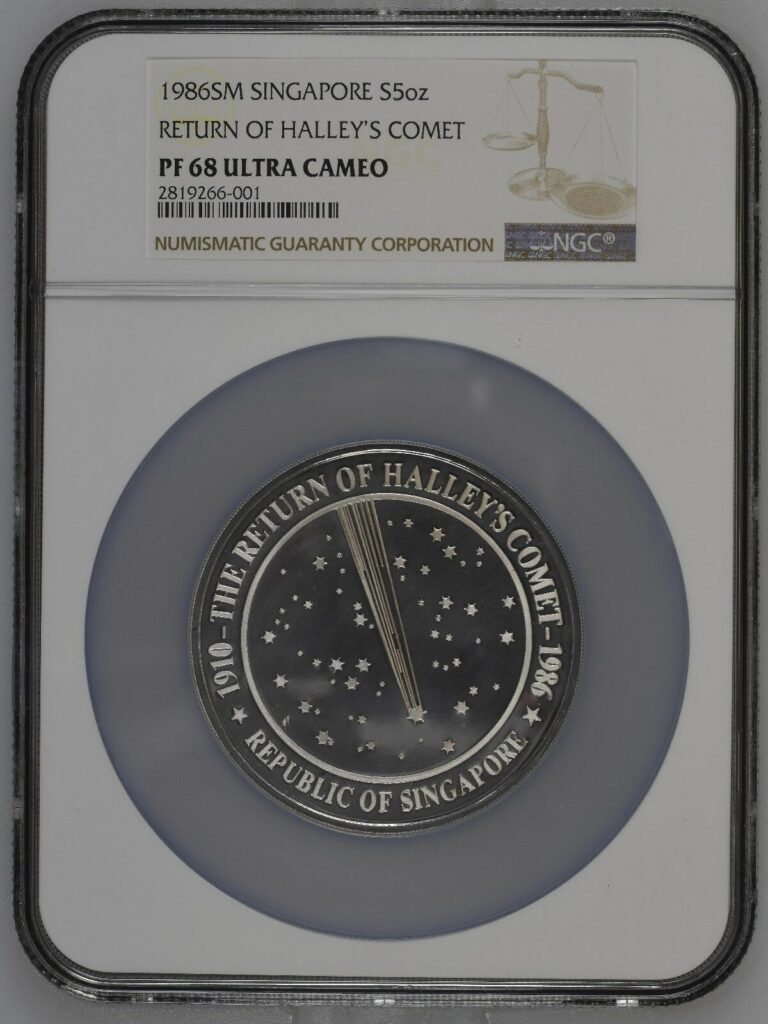 1986SM SINGAPORE S5oz
RETURN OF HALLEY'S COMET
PF 68 ULTRA CAMEO
2819266-001
NUMISMATIC GUARANTY CORPORATION
NGC®
1910–THE RETURN OF HALLEY'S COMET–1986
REPUBLIC OF SINGAPORE